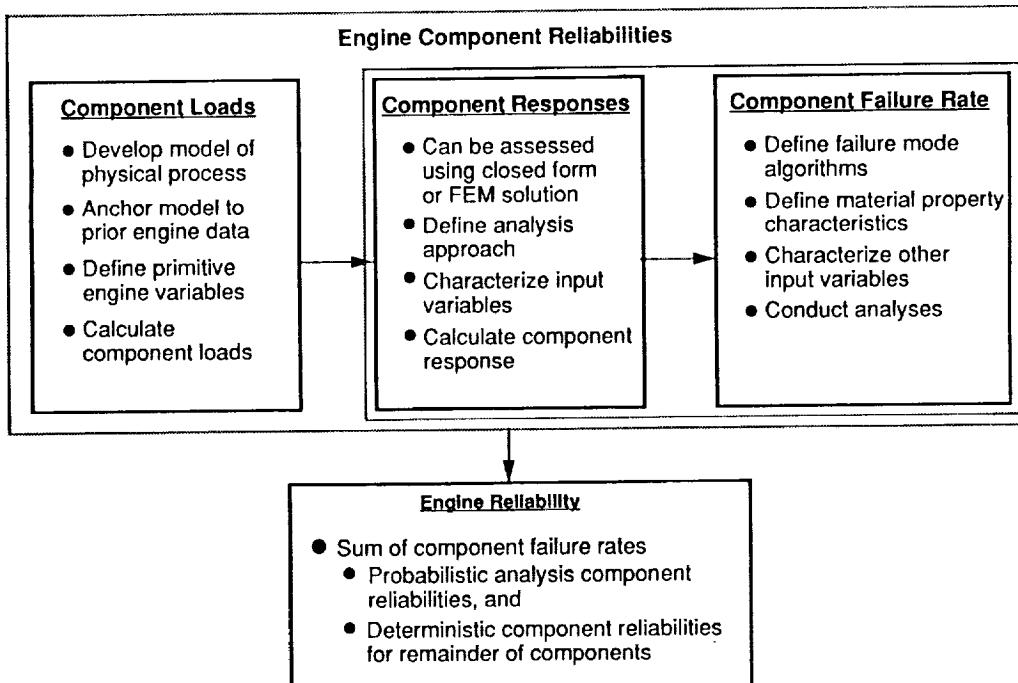 Engine Component Reliabilities
Component Loads
● Develop model of
physical process
● Anchor model to
prior engine data
● Define primitive
engine variables
● Calculate
component loads
Component Responses
● Can be assessed
using closed form
or FEM solution
● Define analysis
approach
● Characterize input
variables
● Calculate component
response
Component Failure Rate
● Define failure mode
algorithms
● Define material property
characteristics
● Characterize other
input variables
● Conduct analyses
Engine Reliability
● Sum of component failure rates
● Probabilistic analysis component
reliabilities, and
● Deterministic component reliabilities
for remainder of components